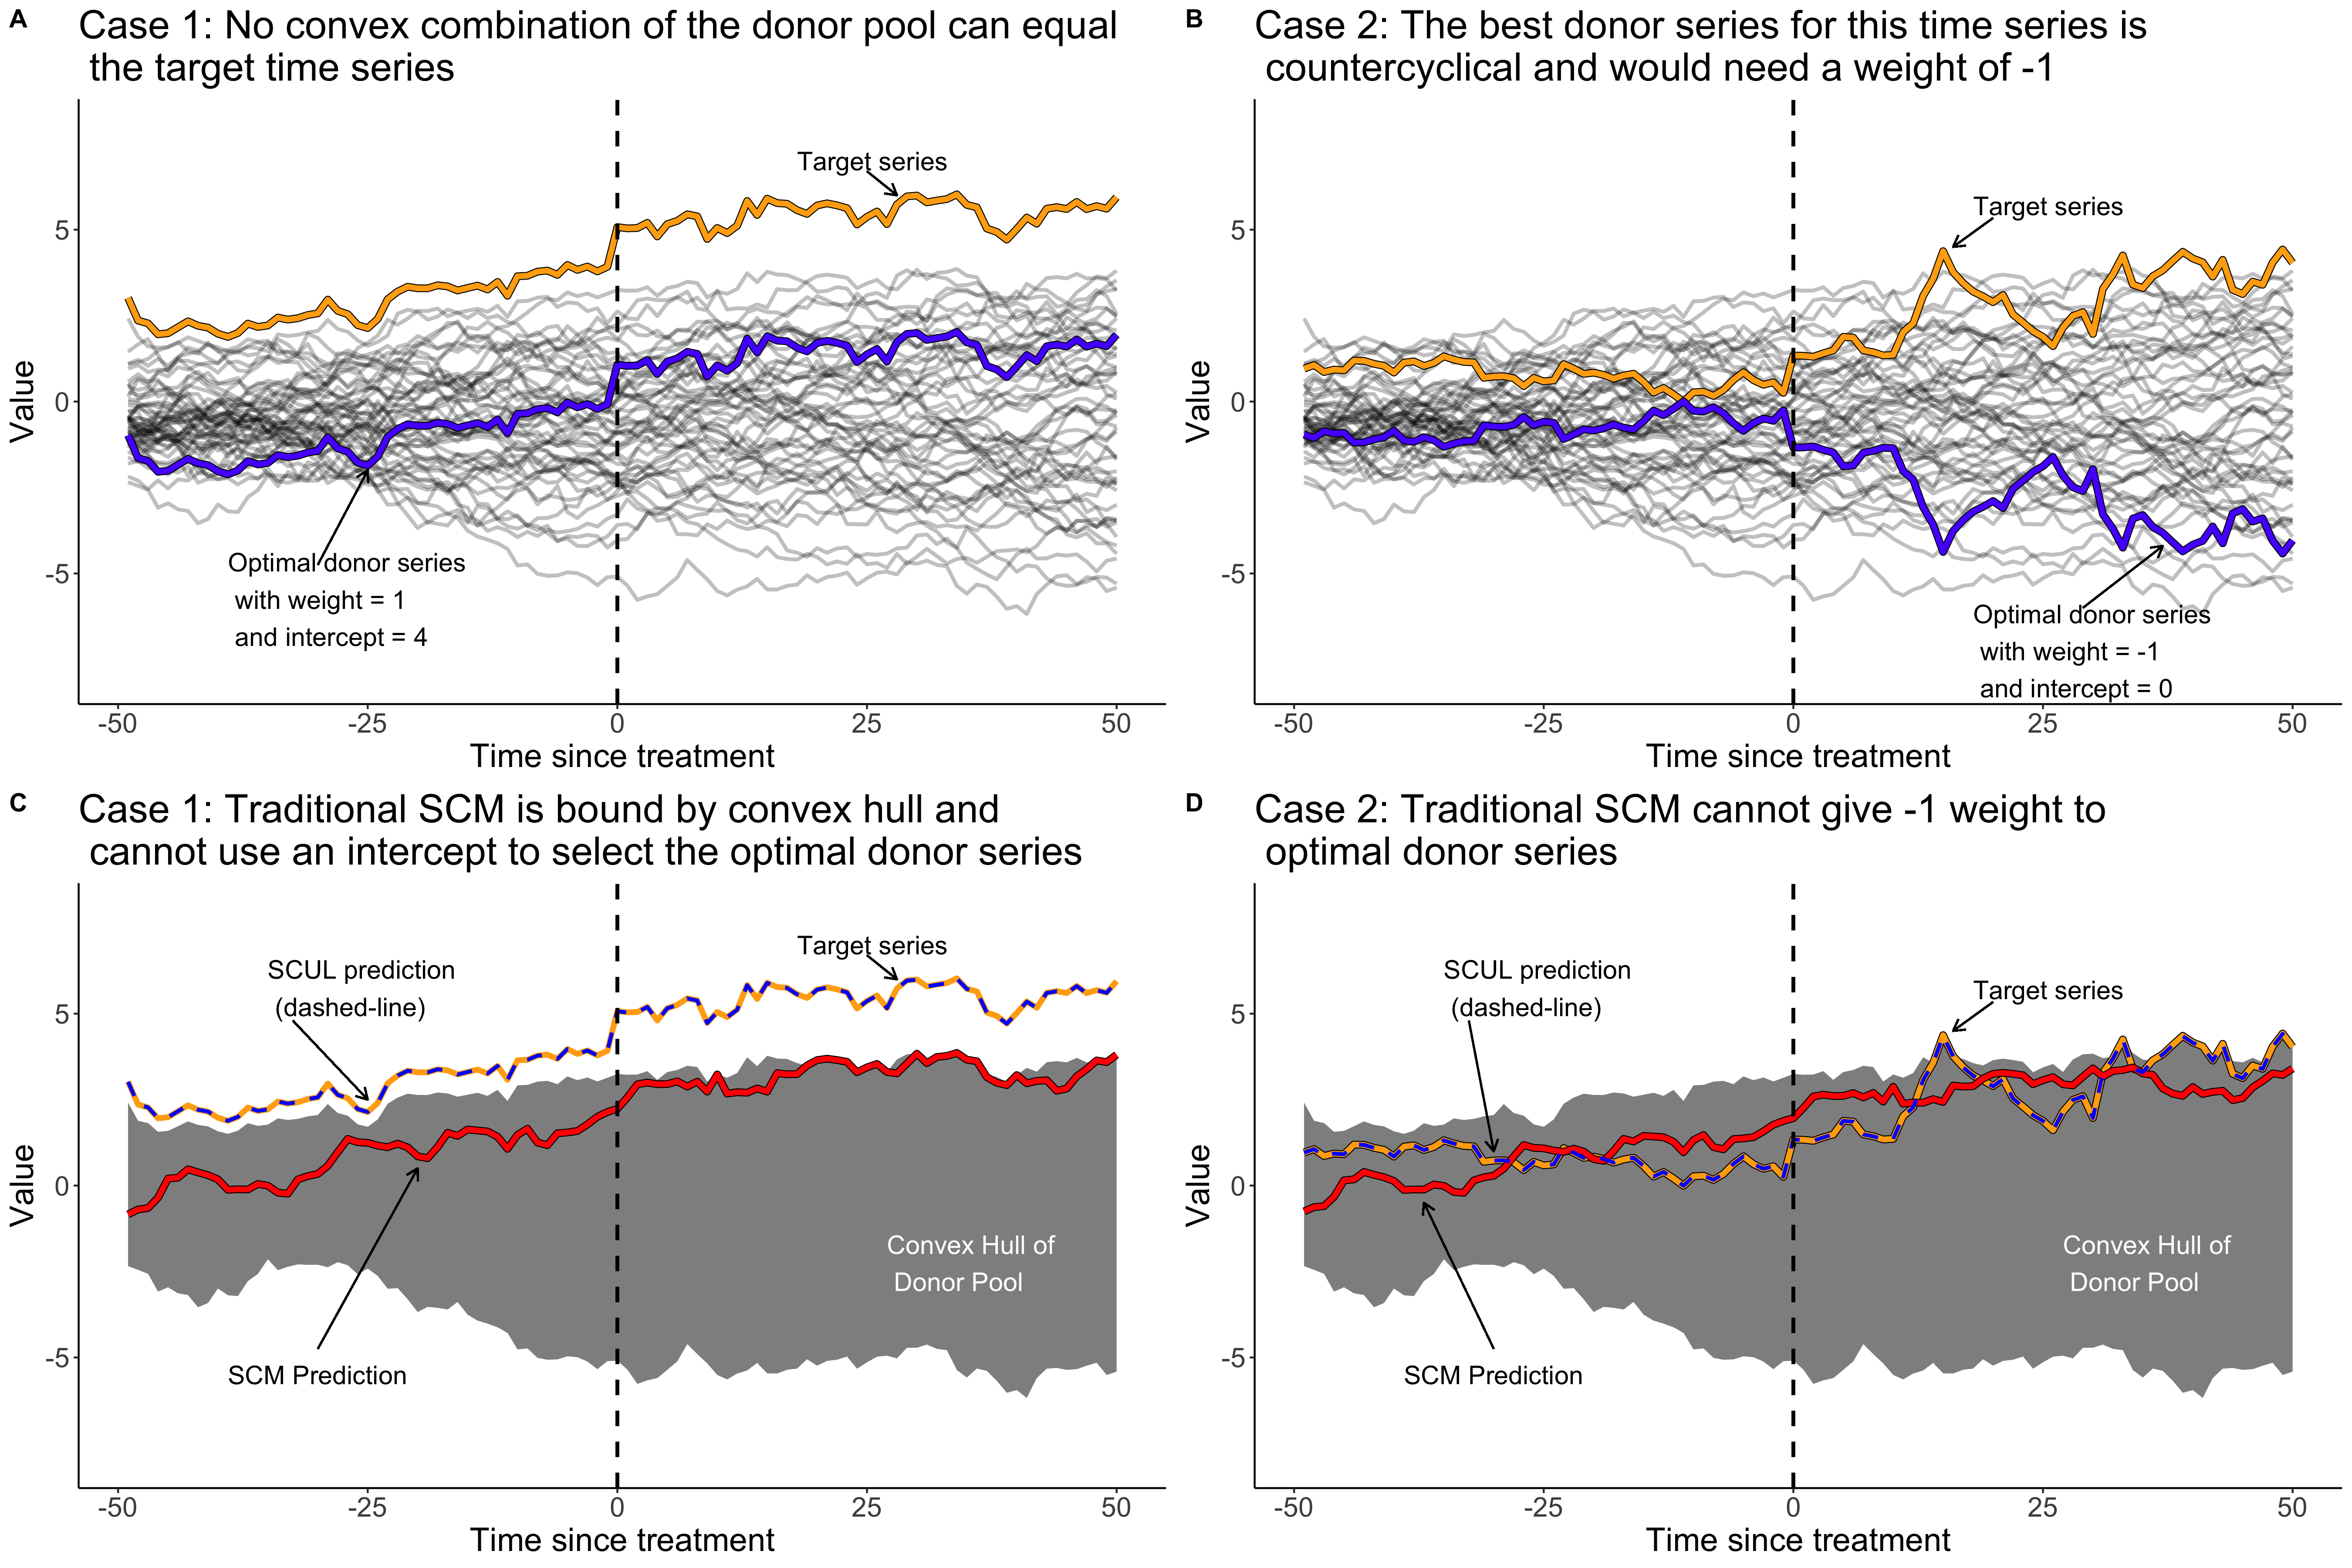 A
Case 1: No convex combination of the donor pool can equal
the target time series
Value
5
0
-5
Target series
Optimal donor series
with weight = 1
and intercept = 4
-50
-25
0
25
50
Time since treatment
B
Case 2: The best donor series for this time series is
countercyclical and would need a weight of -1
Value
5
0
-5
Target series
Optimal donor series
with weight = -1
and intercept = 0
-50
-25
0
25
50
Time since treatment
C
Case 1: Traditional SCM is bound by convex hull and
cannot use an intercept to select the optimal donor series
Value
5
0
-5
SCUL prediction
(dashed-line)
Target series
Convex Hull of
Donor Pool
SCM Prediction
-50
-25
0
25
50
Time since treatment
D
Case 2: Traditional SCM cannot give -1 weight to
optimal donor series
Value
5
0
-5
SCUL prediction
(dashed-line)
Target series
Convex Hull of
Donor Pool
SCM Prediction
-50
-25
0
25
50
Time since treatment